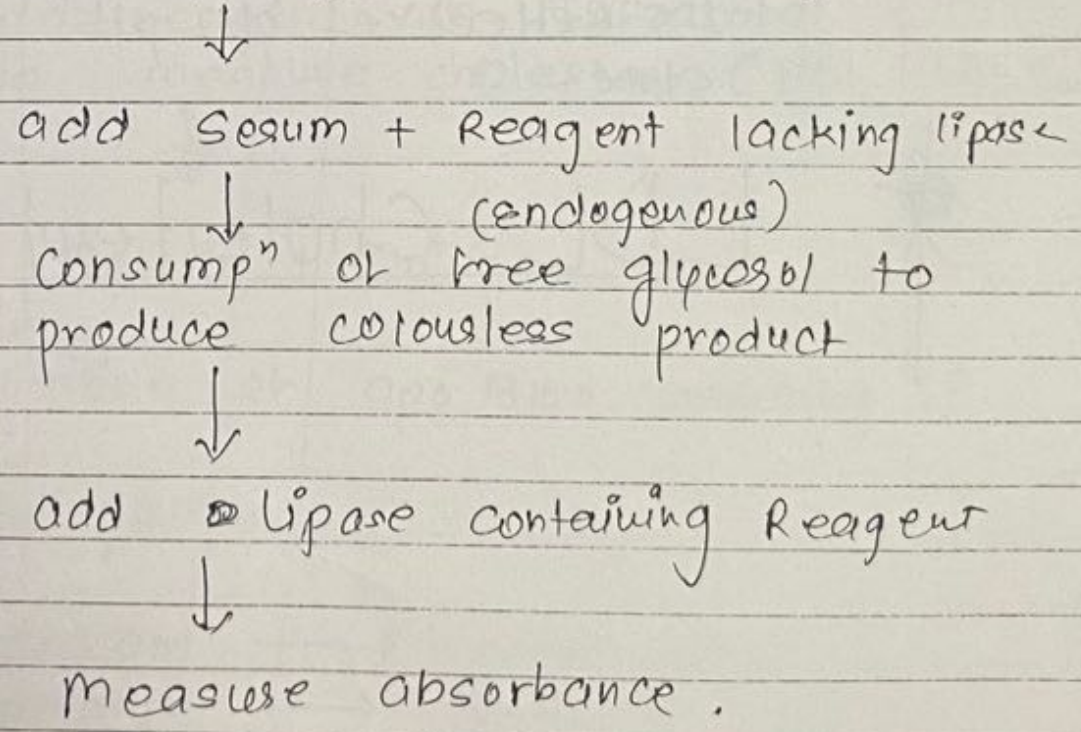 add serum + Reagent lacking lipase
(endogenous)
Consumpⁿ of free glycerol to
produce colourless product
add lipase containing Reagent
Measure absorbance.